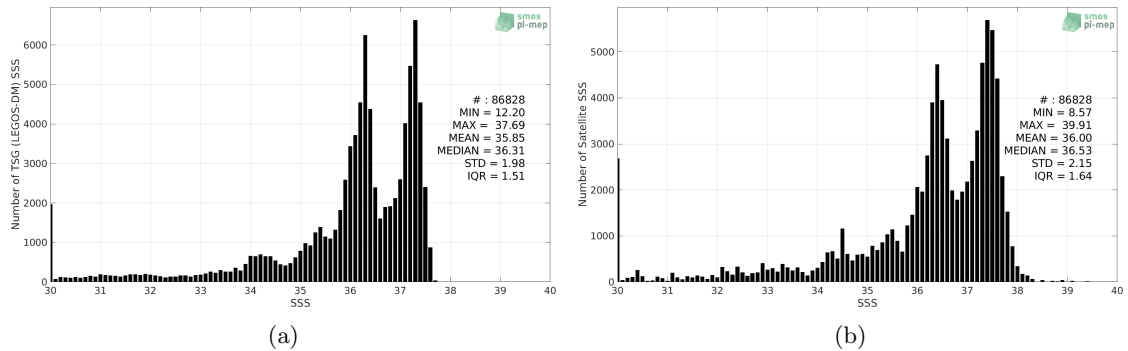 smos
pi-mep
Number of TSG (LEGOS-DM) SSS
6000
5000
4000
3000
2000
1000
0
# : 86828
MIN = 12.20
MAX = 37.69
MEAN = 35.85
MEDIAN = 36.31
STD = 1.98
IQR = 1.51
30 31 32 33 34 35 36 37 38 39 40
SSS
(a)
smos
pi-mep
Number of Satellite SSS
5000
4000
3000
2000
1000
0
# : 86828
MIN = 8.57
MAX = 39.91
MEAN = 36.00
MEDIAN = 36.53
STD = 2.15
IQR = 1.64
30 31 32 33 34 35 36 37 38 39 40
SSS
(b)